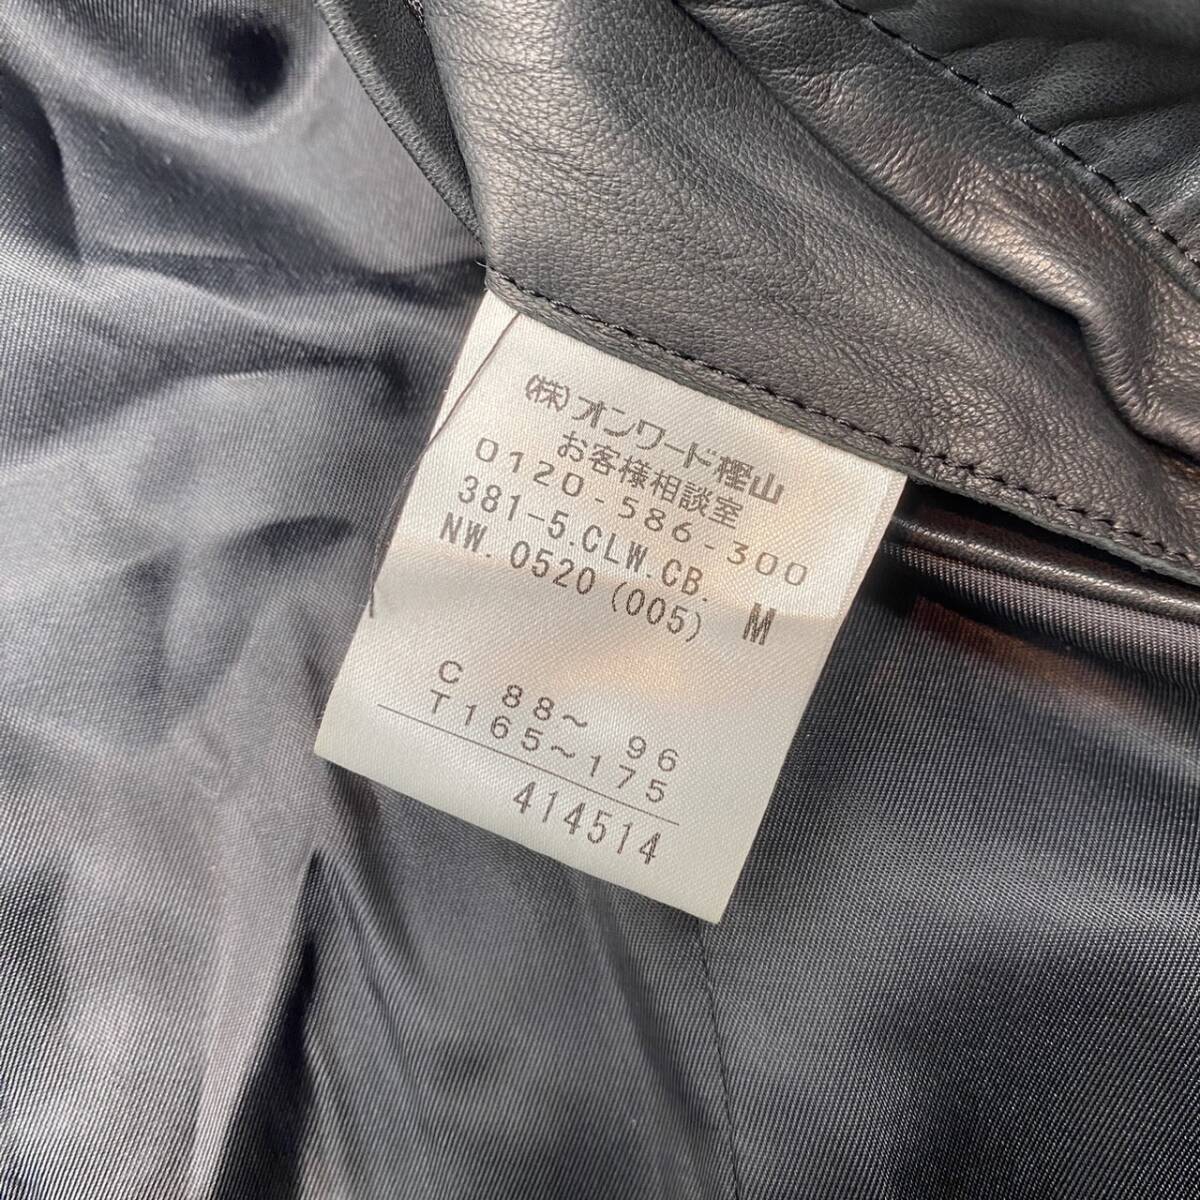 (株)オンワード樫山
お客様相談室
0120-586-300
381-5.CLW.CB.
NW.0520(005) M
C 88～ 96
T165～175
414514